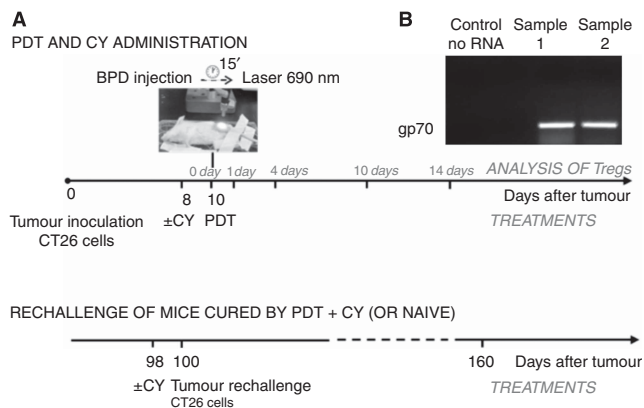 A
PDT AND CY ADMINISTRATION
BPD injection 15′ Laser 690 nm
0 day 1 day 4 days 10 days 14 days ANALYSIS OF Tregs
0 8 10 Days after tumour
Tumour inoculation ±CY PDT TREATMENTS
CT26 cells
B
Control Sample Sample
no RNA 1 2
gp70
RECHALLENGE OF MICE CURED BY PDT + CY (OR NAIVE)
98 100 160 Days after tumour
±CY Tumour rechallenge TREATMENTS
CT26 cells